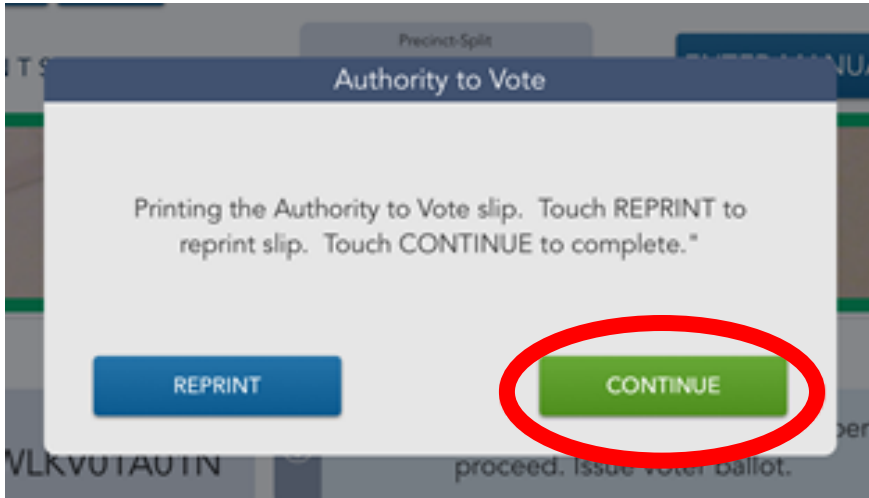 Precinct-Split
Authority to Vote
Printing the Authority to Vote slip.  Touch REPRINT to
reprint slip.  Touch CONTINUE to complete."
REPRINT
CONTINUE
proceed. Issue voter ballot.